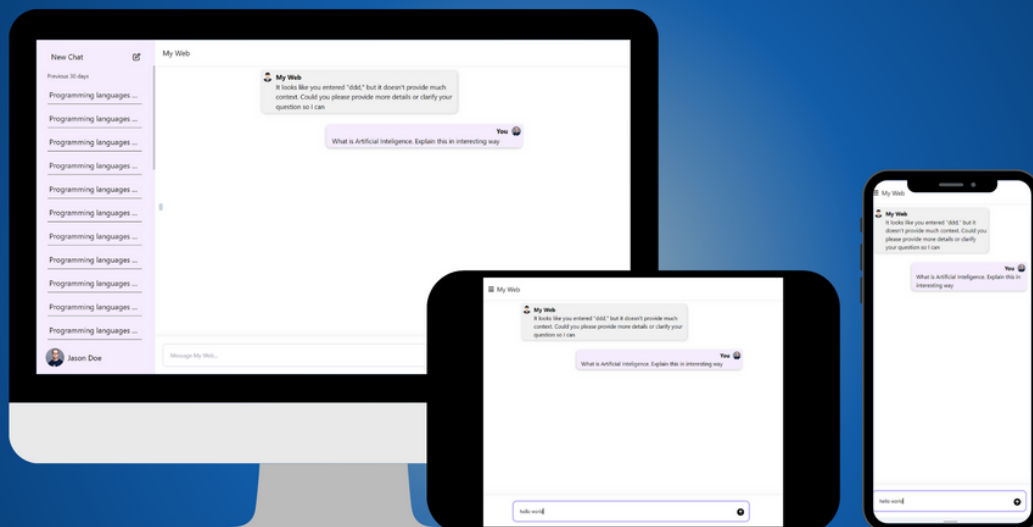 New Chat
Previous 30 days
Programming languages ...
Programming languages ...
Programming languages ...
Programming languages ...
Programming languages ...
Programming languages ...
Programming languages ...
Programming languages ...
Programming languages ...
Programming languages ...
Programming languages ...
Jason Doe
My Web
My Web
It looks like you entered "ddd," but it doesn't provide much
context. Could you please provide more details or clarify your
question so I can
You
What is Artificial Inteligence. Explain this in interesting way
Message My Web...
My Web
My Web
It looks like you entered "ddd," but it doesn't provide much
context. Could you please provide more details or clarify your
question so I can
You
What is Artificial Inteligence. Explain this in interesting way
hello world
My Web
My Web
It looks like you entered "ddd," but it
doesn't provide much context. Could you
please provide more details or clarify
your question so I can
You
What is Artificial Inteligence. Explain this in
interesting way
hello world